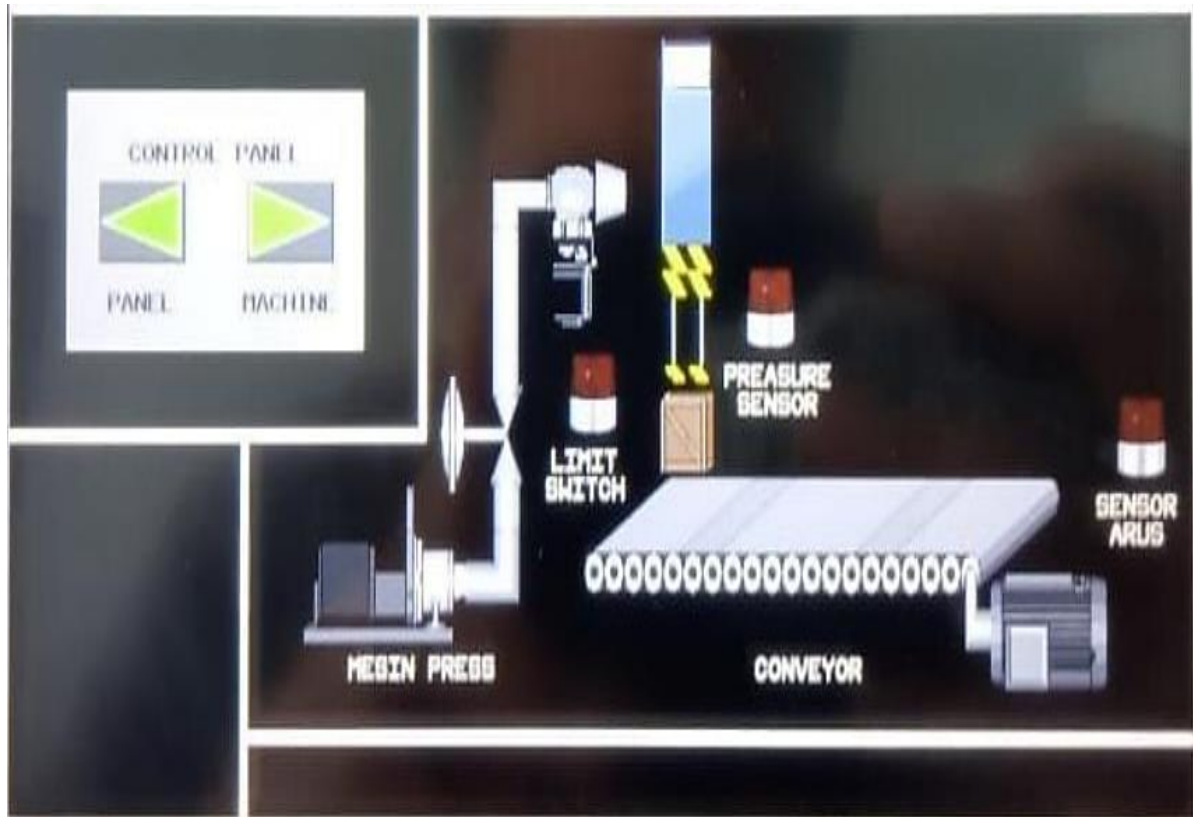 CONTROL PANEL
PANEL
MACHINE
PREASURE
SENSOR
LIMIT
SWITCH
SENSOR
ARUS
MESIN PRESS
CONVEYOR